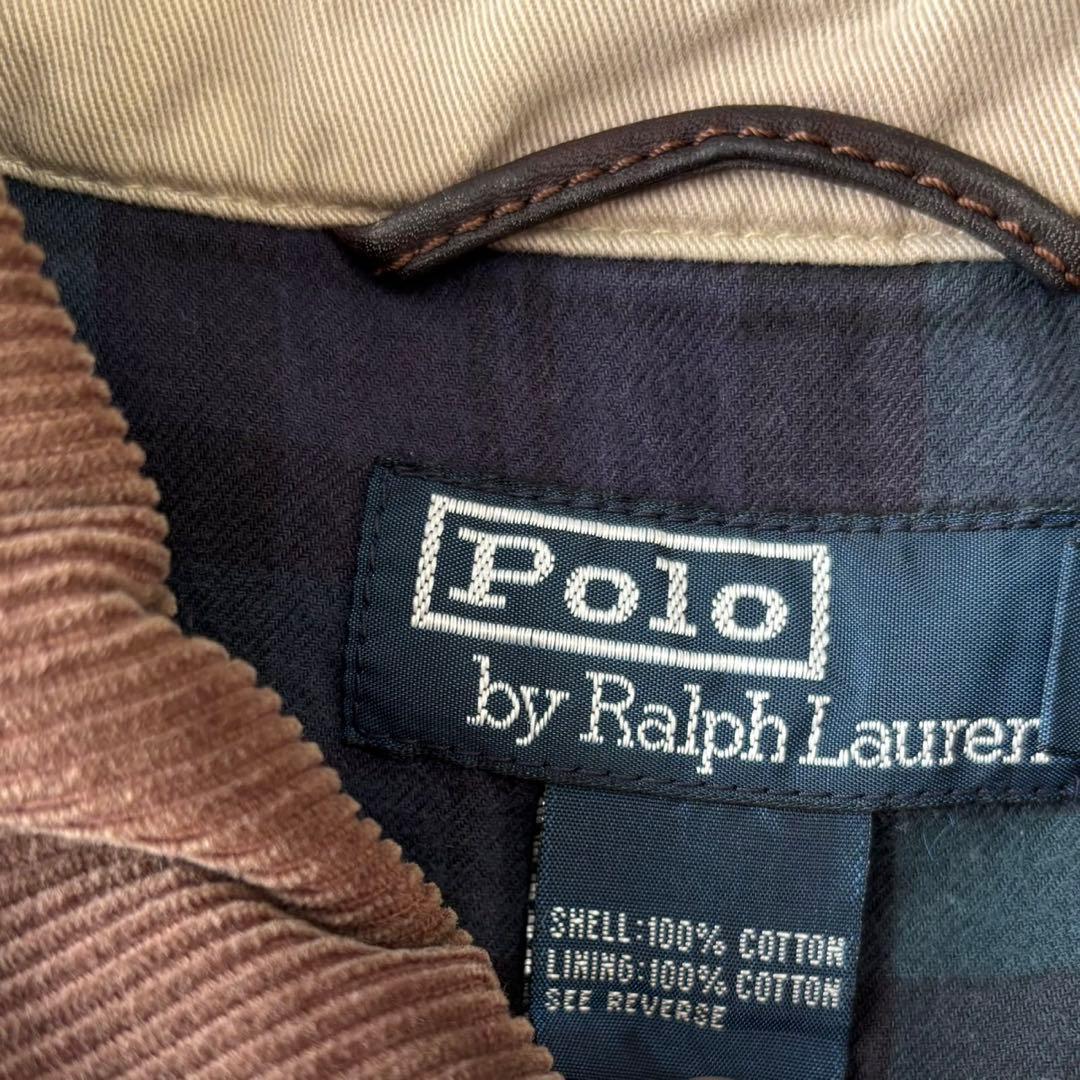 Polo
by Ralph Lauren
SHELL:100% COTTON
LINING:100% COTTON
SEE REVERSE